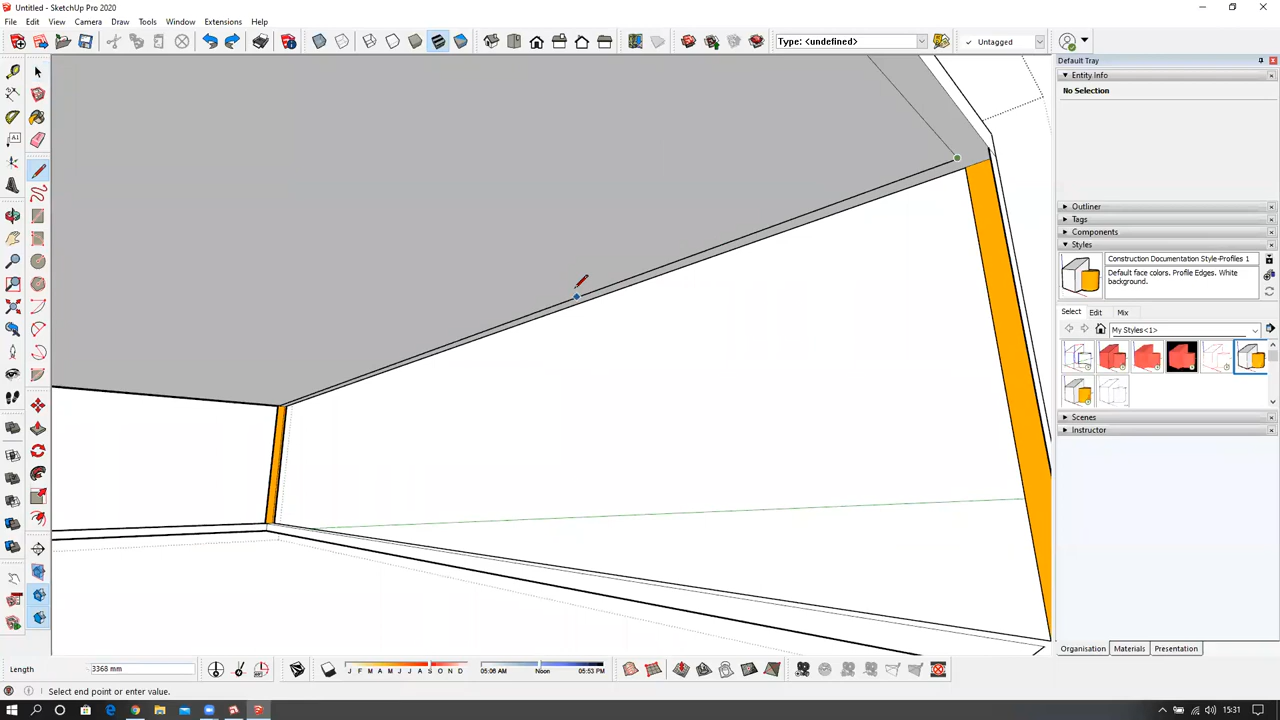 Untitled - SketchUp Pro 2020
File Edit View Camera Draw Tools Window Extensions Help
Type: <undefined>
Untagged
Default Tray
Entity Info
No Selection
Outliner
Tags
Components
Styles
Construction Documentation Style-Profiles 1
Default face colors. Profile Edges. White
background.
Select Edit Mix
My Styles<1>
Scenes
Instructor
Organisation Materials Presentation
Length 3368 mm
J F M A M J J A S O N D
05:06 AM Noon 05:53 PM
Select end point or enter value.
15:31